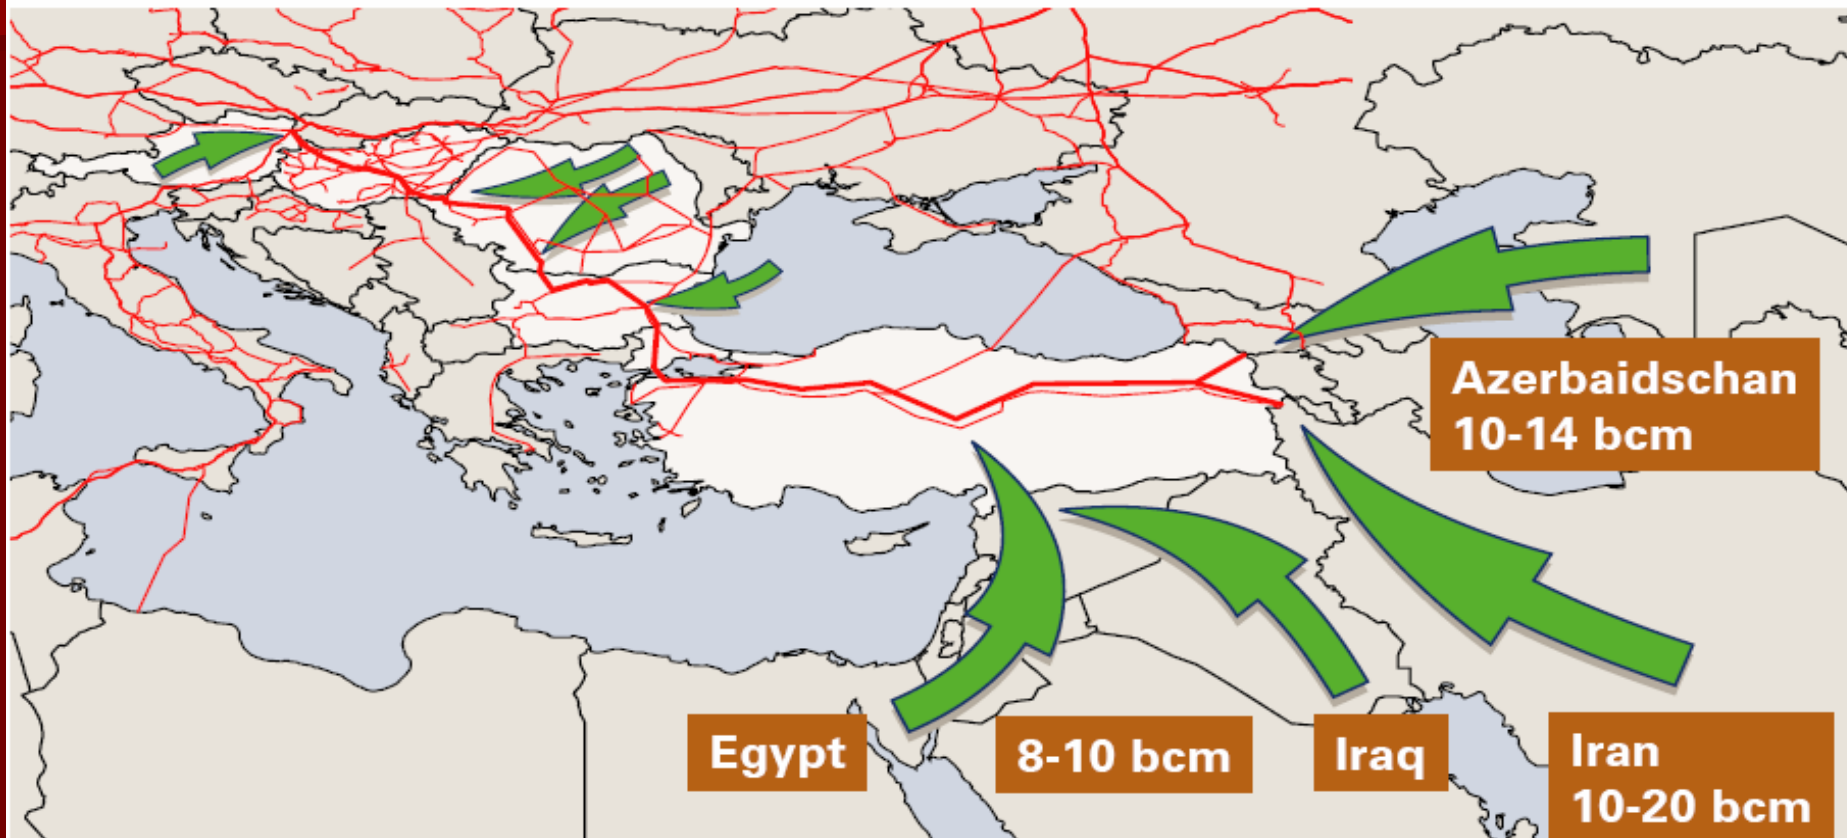 Azerbaidschan
10-14 bcm
Egypt
8-10 bcm
Iraq
Iran
10-20 bcm